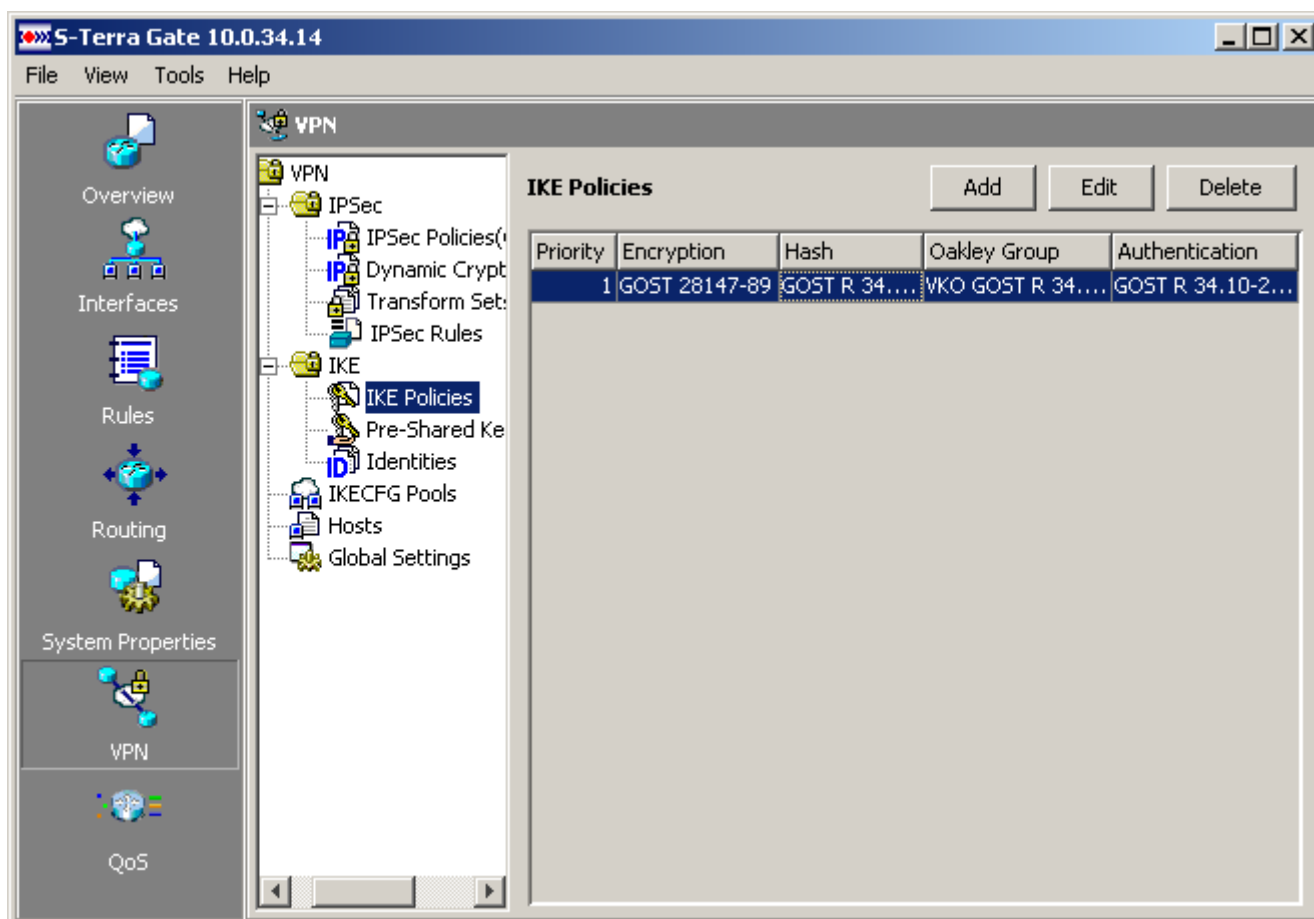 S-Terra Gate 10.0.34.14
File View Tools Help
Overview
Interfaces
Rules
Routing
System Properties
VPN
QoS
VPN
VPN
IPSec
IPSec Policies(
Dynamic Crypt
Transform Set
IPSec Rules
IKE
IKE Policies
Pre-Shared Ke
Identities
IKECFG Pools
Hosts
Global Settings
IKE Policies Add Edit Delete
Priority Encryption Hash Oakley Group Authentication
1 GOST 28147-89 GOST R 34.... VKO GOST R 34.... GOST R 34.10-2...